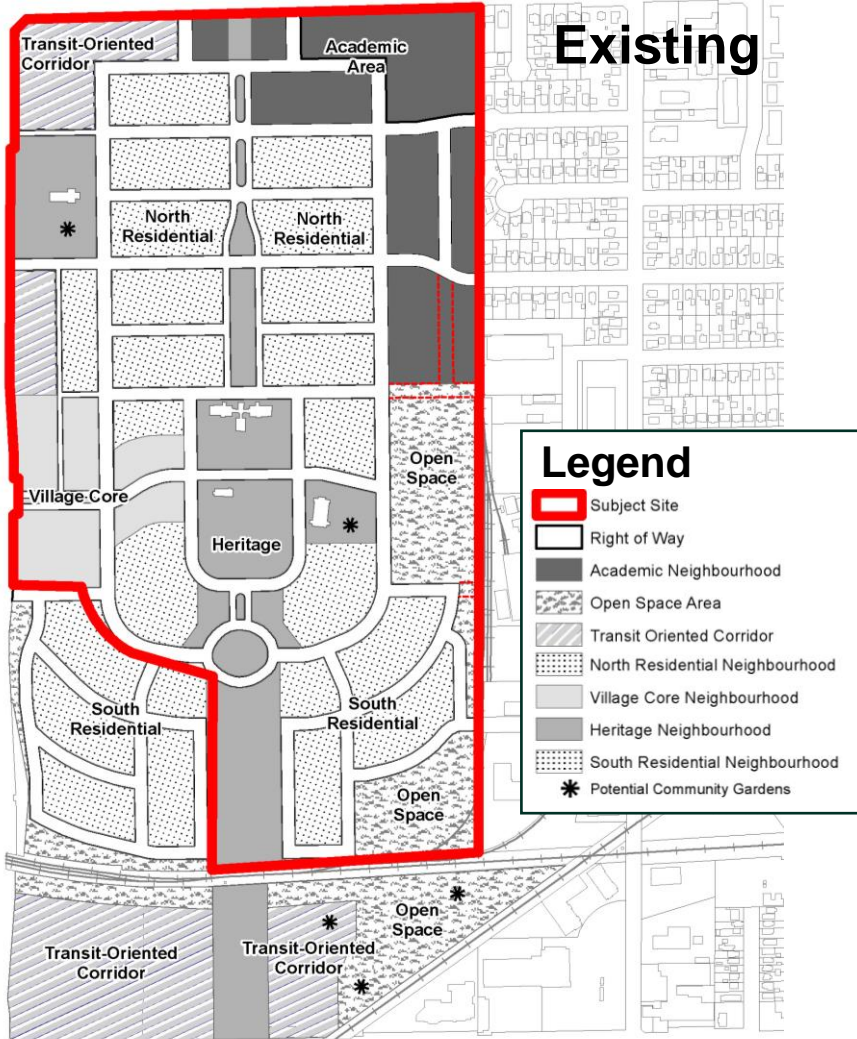 Existing
Transit-Oriented
Corridor
Academic
Area
North
Residential
North
Residential
Open
Space
Village Core
Heritage
South
Residential
South
Residential
Open
Space
Open
Space
Transit-Oriented
Corridor
Transit-Oriented
Corridor
Legend
Subject Site
Right of Way
Academic Neighbourhood
Open Space Area
Transit Oriented Corridor
North Residential Neighbourhood
Village Core Neighbourhood
Heritage Neighbourhood
South Residential Neighbourhood
Potential Community Gardens